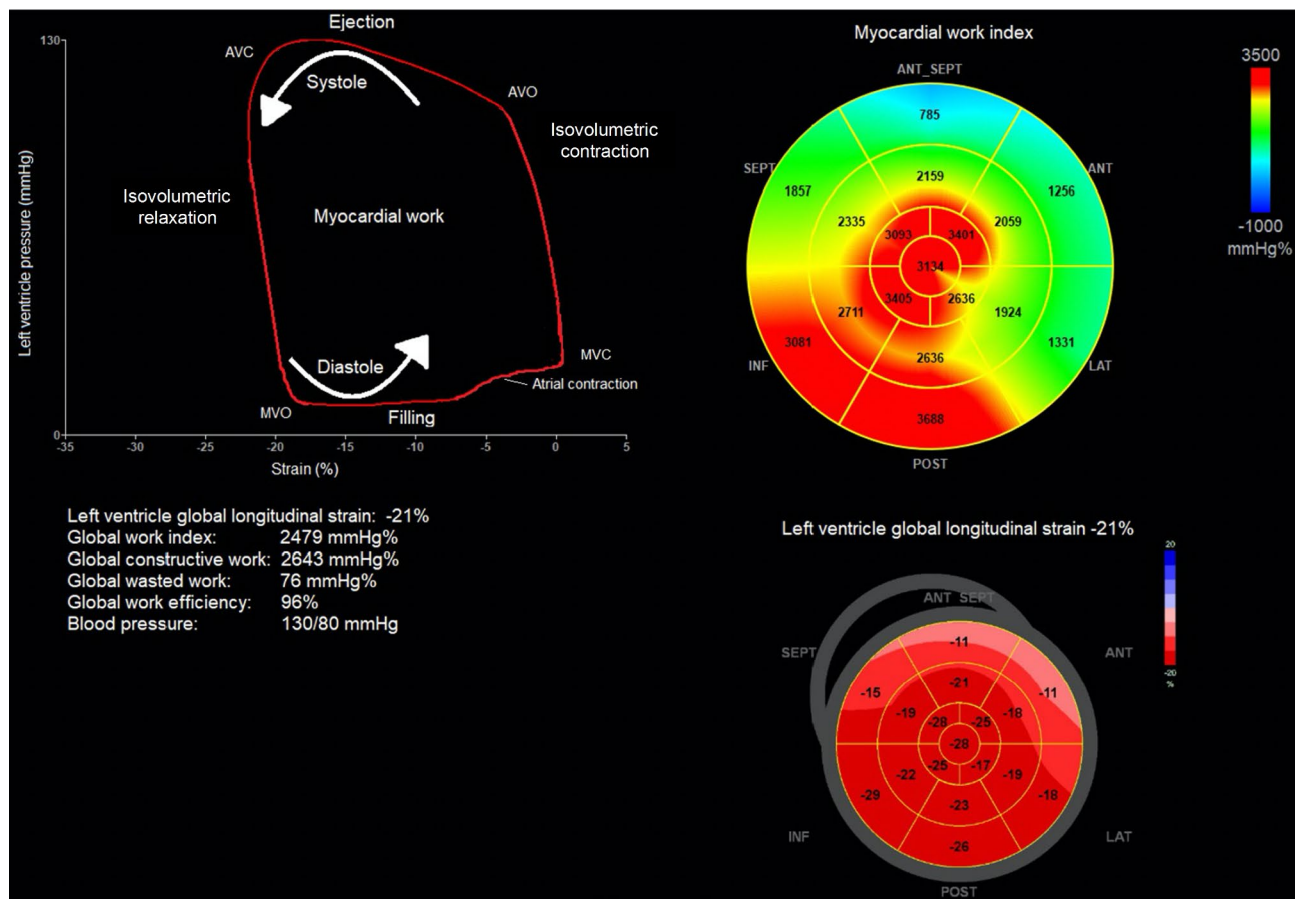 Ejection
130
AVC
Systole
AVO
Isovolumetric
contraction
Left ventricle pressure (mmHg)
Isovolumetric
relaxation
Myocardial work
Diastole
MVC
Atrial contraction
MVO
Filling
0
-35 -30 -25 -20 -15 -10 -5 0 5
Strain (%)
Myocardial work index
3500
-1000
mmHg%
ANT_SEPT
785
SEPT
ANT
1857
1256
2159
2335
2059
3093
3401
3134
3405
2636
2711
1924
3081
1331
INF
LAT
2636
3688
POST
Left ventricle global longitudinal strain: -21%
Global work index: 2479 mmHg%
Global constructive work: 2643 mmHg%
Global wasted work: 76 mmHg%
Global work efficiency: 96%
Blood pressure: 130/80 mmHg
Left ventricle global longitudinal strain -21%
20
-20
%
ANT_SEPT
SEPT
ANT
-11
-15
-11
-21
-19
-18
-28
-25
-28
-25
-17
-22
-19
-29
-18
-23
INF
LAT
-26
POST